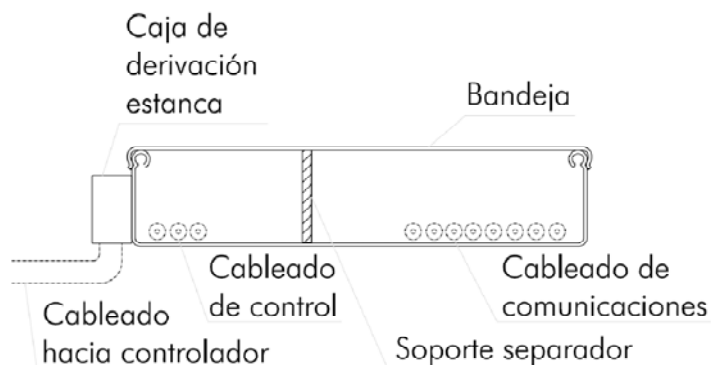 Caja de
derivación
estanca
Bandeja
Cableado
de control
Cableado de
comunicaciones
Cableado
hacia controlador
Soporte separador